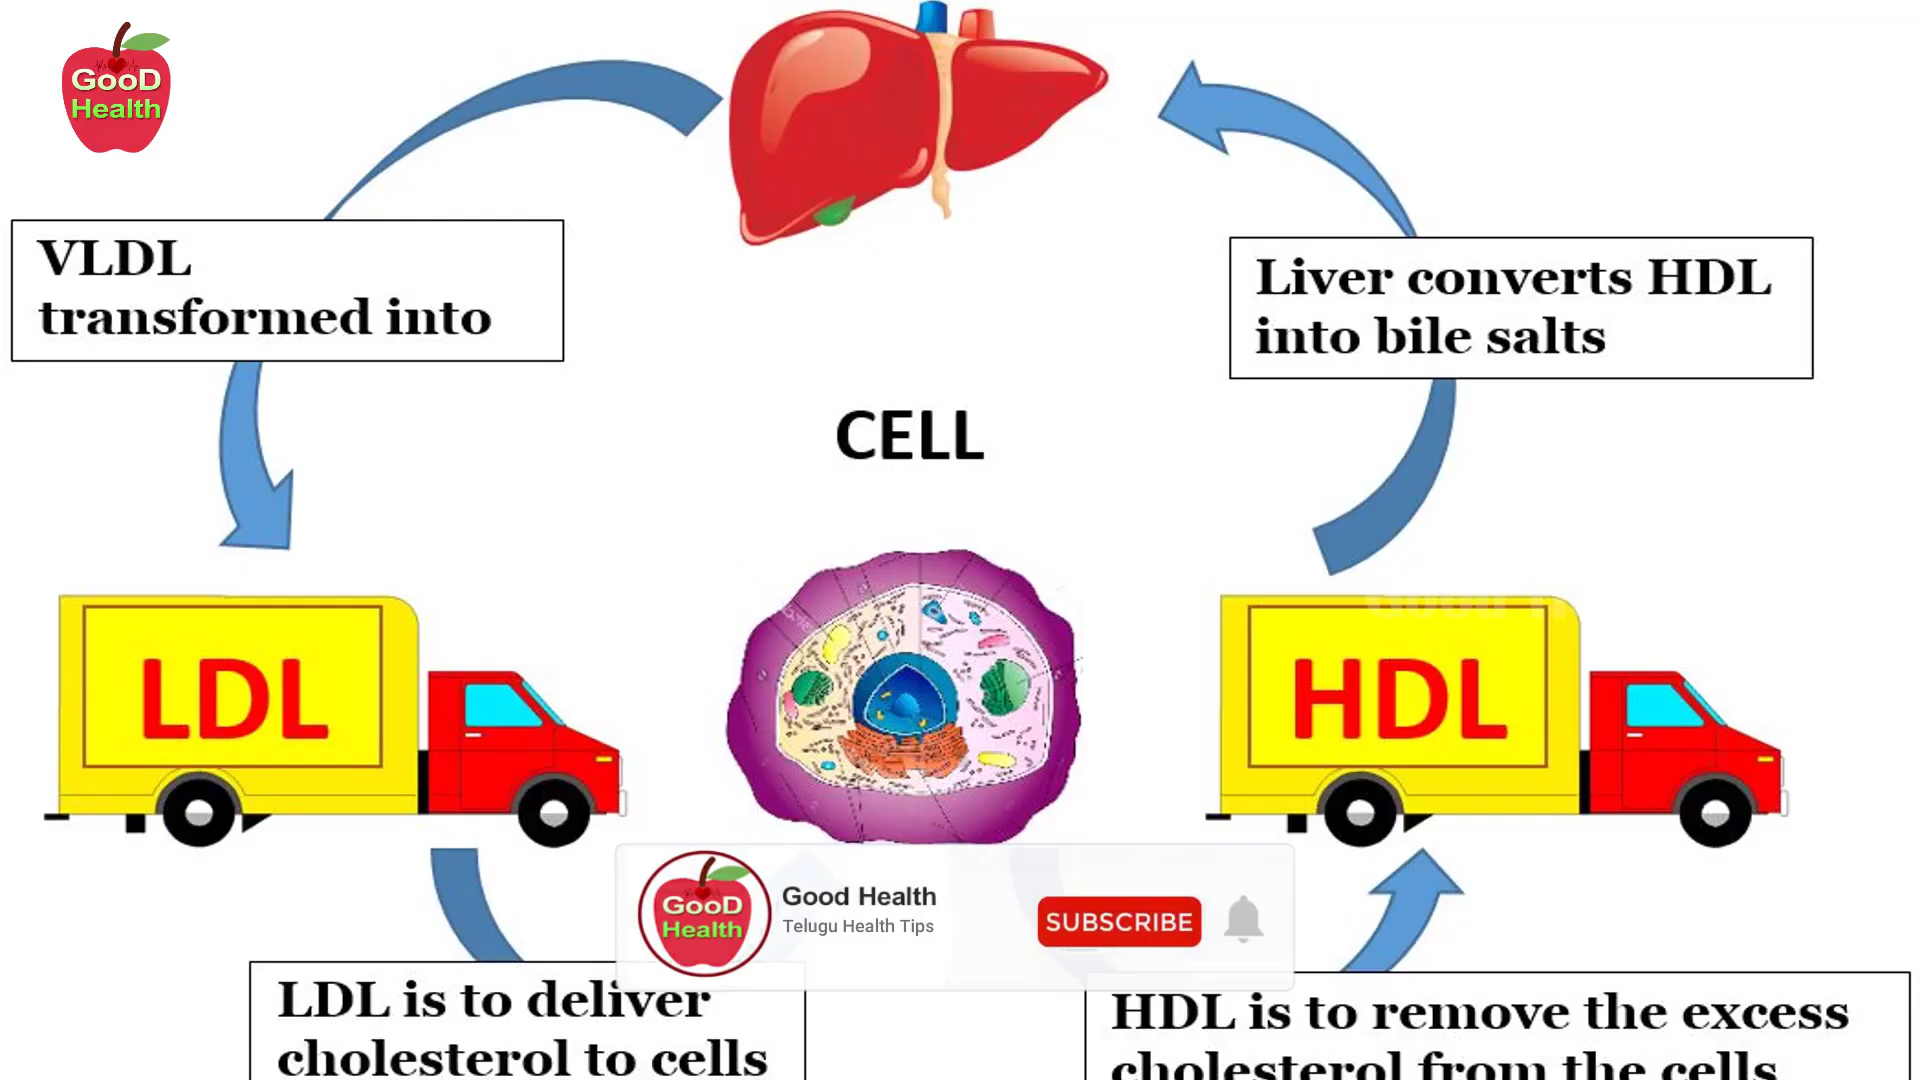 GooD
Health
VLDL
transformed into
Liver converts HDL
into bile salts
CELL
LDL
HDL
GooD
Health
Good Health
Telugu Health Tips
SUBSCRIBE
LDL is to deliver
cholesterol to cells
HDL is to remove the excess
cholesterol from the cells